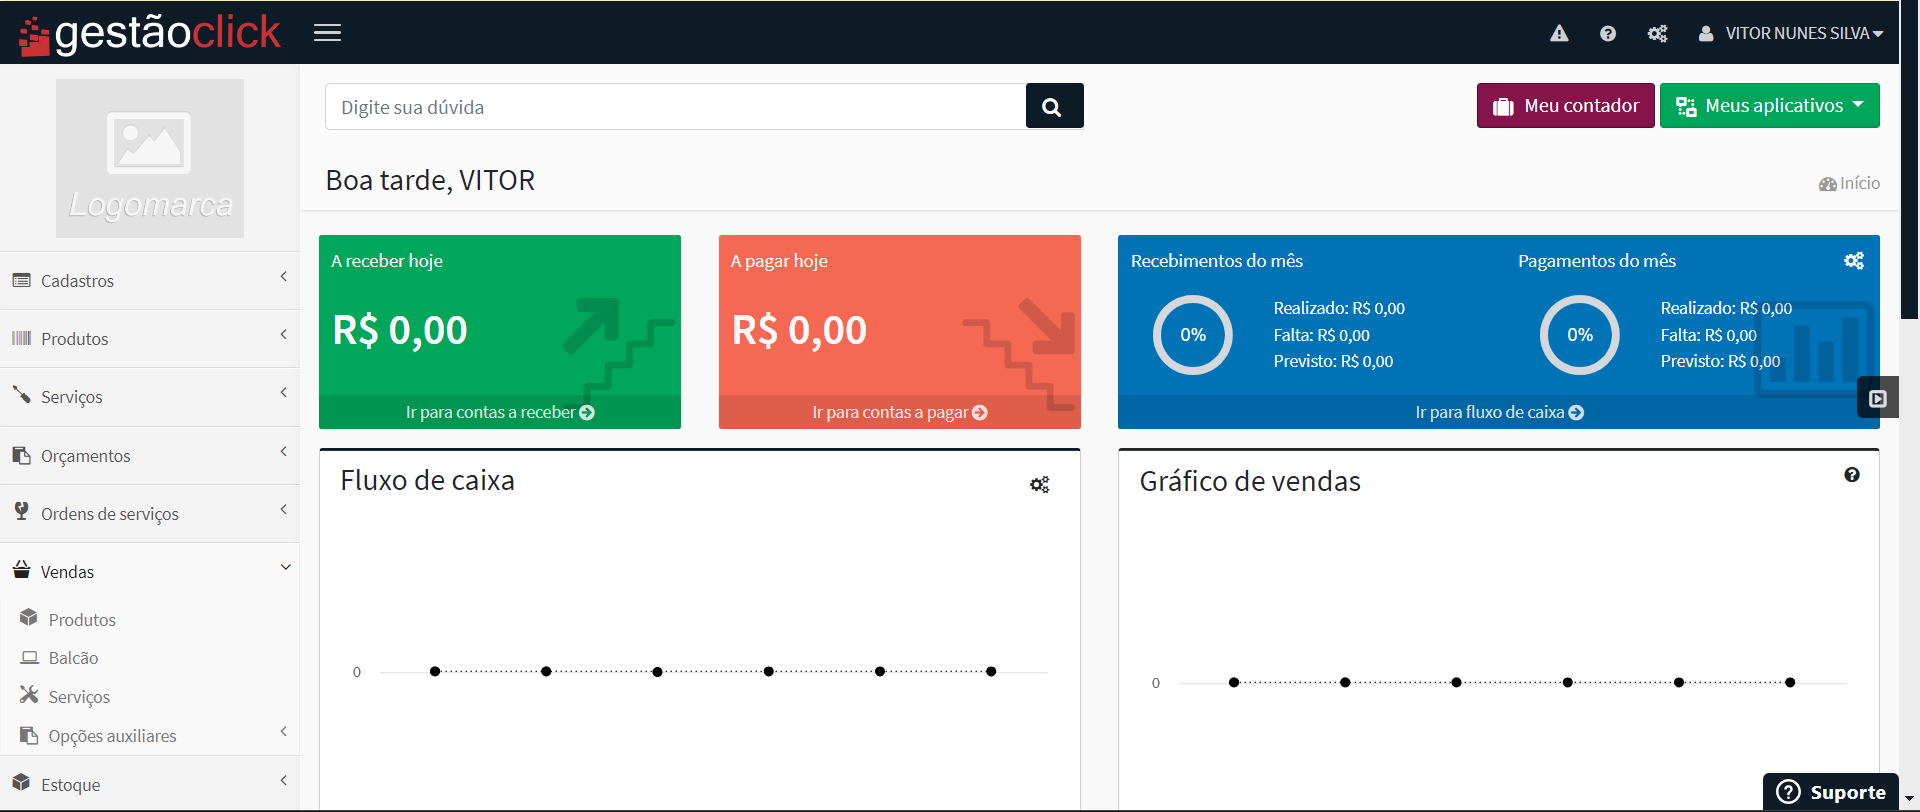 gestãoclick
VITOR NUNES SILVA
Logomarca
Digite sua dúvida
Meu contador
Meus aplicativos
Boa tarde, VITOR
Início
Cadastros
Produtos
Serviços
Orçamentos
Ordens de serviços
Vendas
Produtos
Balcão
Serviços
Opções auxiliares
Estoque
A receber hoje
R$ 0,00
Ir para contas a receber
A pagar hoje
R$ 0,00
Ir para contas a pagar
Recebimentos do mês
0%
Realizado: R$ 0,00
Falta: R$ 0,00
Previsto: R$ 0,00
Pagamentos do mês
0%
Realizado: R$ 0,00
Falta: R$ 0,00
Previsto: R$ 0,00
Ir para fluxo de caixa
Fluxo de caixa
0
Gráfico de vendas
0
Suporte